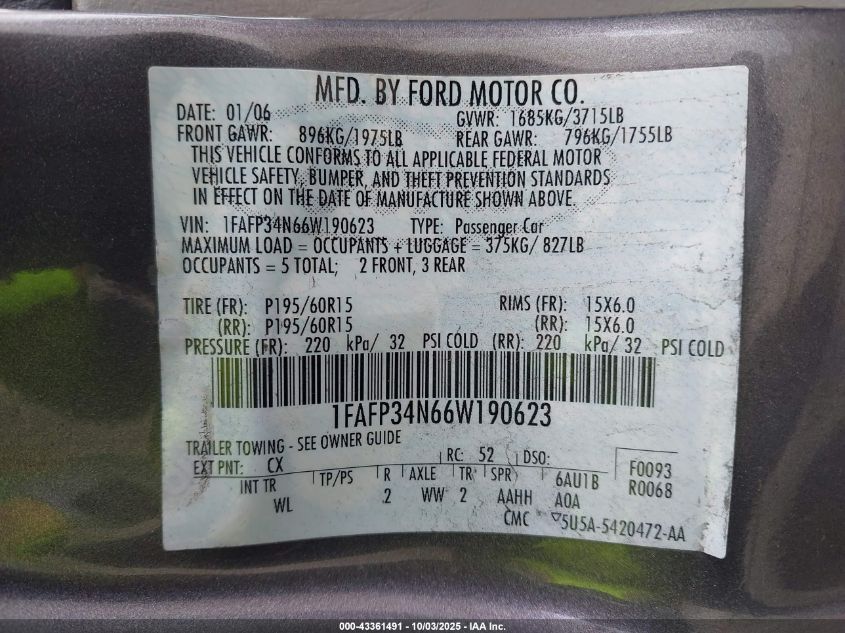 MFD. BY FORD MOTOR CO.
DATE: 01/06 GVWR: 1685KG/3715LB
FRONT GAWR: 896KG/1975LB REAR GAWR: 796KG/1755LB
THIS VEHICLE CONFORMS TO ALL APPLICABLE FEDERAL MOTOR
VEHICLE SAFETY, BUMPER, AND THEFT PREVENTION STANDARDS
IN EFFECT ON THE DATE OF MANUFACTURE SHOWN ABOVE.
VIN: 1FAFP34N66W190623 TYPE: Passenger Car
MAXIMUM LOAD = OCCUPANTS + LUGGAGE = 375KG/ 827LB
OCCUPANTS = 5 TOTAL; 2 FRONT, 3 REAR
TIRE (FR): P195/60R15 RIMS (FR): 15X6.0
(RR): P195/60R15 (RR): 15X6.0
PRESSURE (FR): 220 kPa/ 32 PSI COLD (RR): 220 kPa/ 32 PSI COLD
1FAFP34N66W190623
TRAILER TOWING - SEE OWNER GUIDE
EXT PNT: CX RC: 52 DSO: F0093
INT TR TP/PS R AXLE TR SPR 6AU1B R0068
WL .2 WW 2 AAHH A0A
CMC 5U5A-5420472-AA
000-43361491 - 10/03/2025 - IAA Inc.